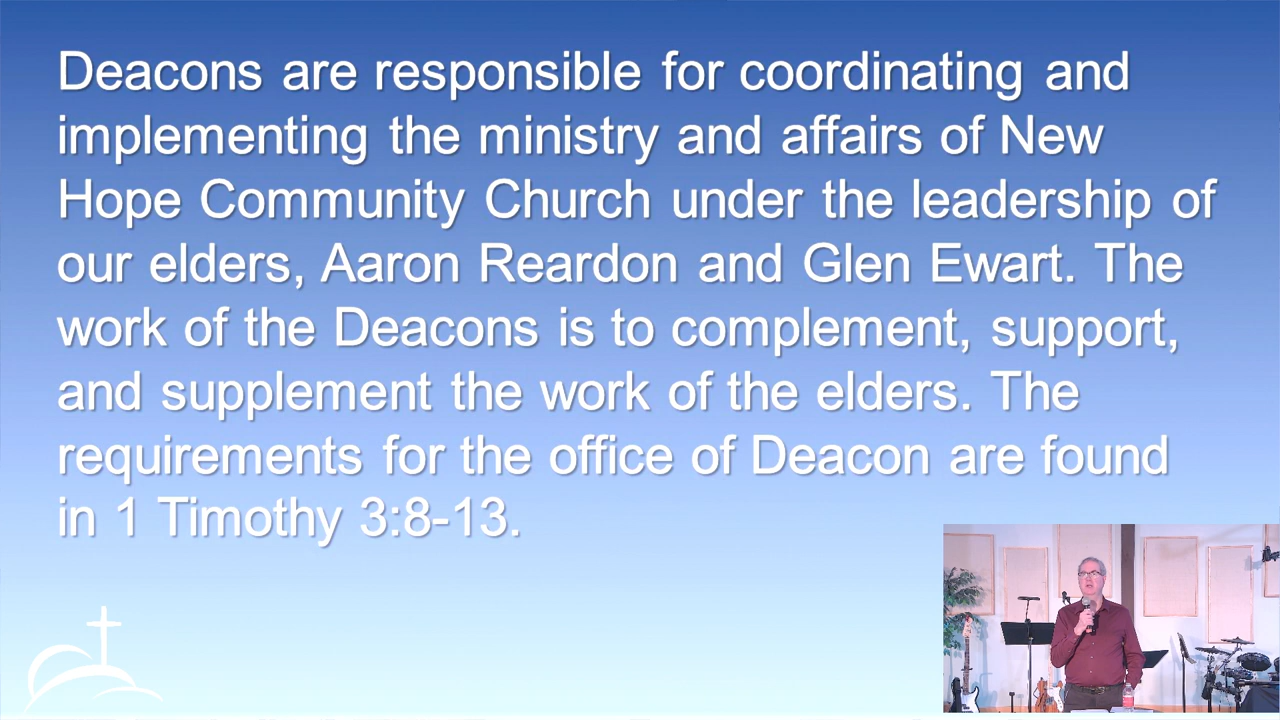 Deacons are responsible for coordinating and
implementing the ministry and affairs of New
Hope Community Church under the leadership of
our elders, Aaron Reardon and Glen Ewart. The
work of the Deacons is to complement, support,
and supplement the work of the elders. The
requirements for the office of Deacon are found
in 1 Timothy 3:8-13.